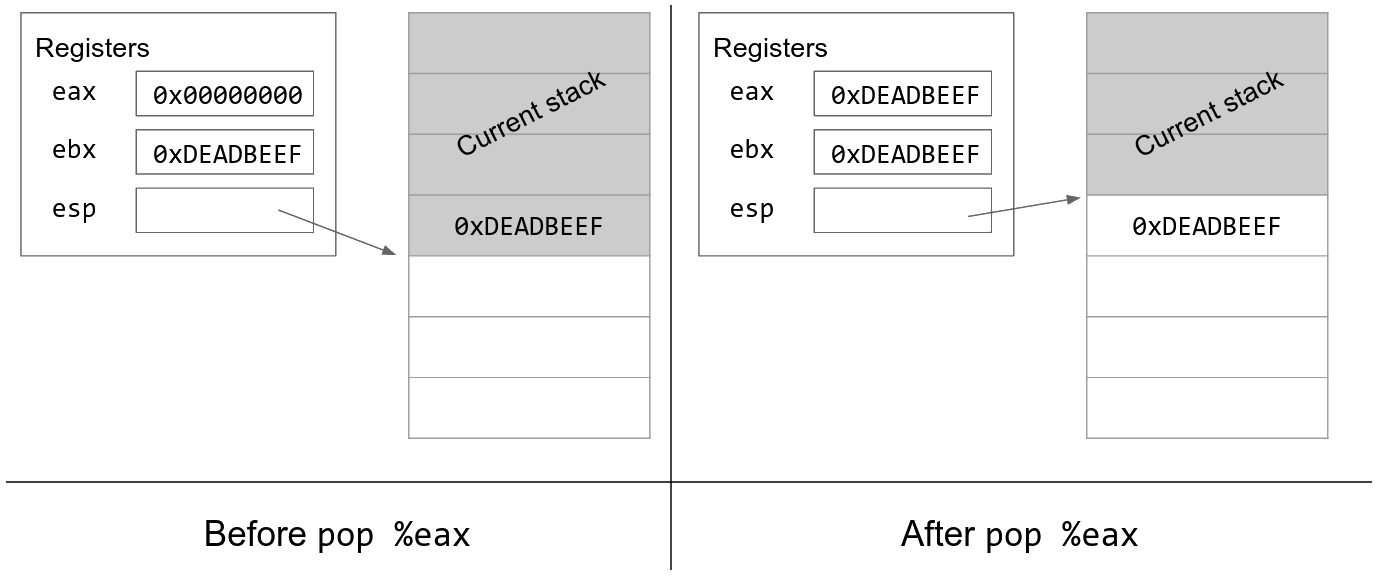 Registers
eax 0x00000000
ebx 0xDEADBEEF
esp
Current stack
0xDEADBEEF
Before pop %eax
Registers
eax 0xDEADBEEF
ebx 0xDEADBEEF
esp
Current stack
0xDEADBEEF
After pop %eax